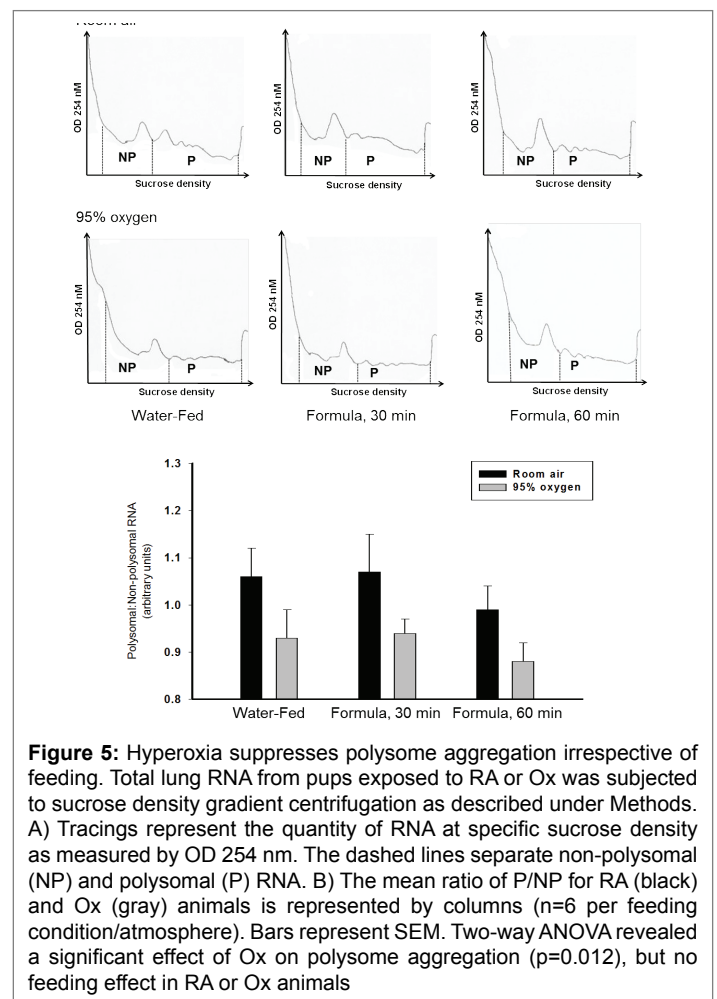 Room air
OD 254 nM
NP
P
Sucrose density
OD 254 nM
NP
P
Sucrose density
OD 254 nM
NP
P
Sucrose density
95% oxygen
OD 254 nM
NP
P
Sucrose density
Water-Fed
OD 254 nM
NP
P
Sucrose density
Formula, 30 min
OD 254 nM
NP
P
Sucrose density
Formula, 60 min
Polysomal:Non-polysomal RNA
(arbitrary units)
1.3
1.2
1.1
1.0
0.9
0.8
Room air
95% oxygen
Water-Fed
Formula, 30 min
Formula, 60 min
Figure 5: Hyperoxia suppresses polysome aggregation irrespective of
feeding. Total lung RNA from pups exposed to RA or Ox was subjected
to sucrose density gradient centrifugation as described under Methods.
A) Tracings represent the quantity of RNA at specific sucrose density
as measured by OD 254 nm. The dashed lines separate non-polysomal
(NP) and polysomal (P) RNA. B) The mean ratio of P/NP for RA (black)
and Ox (gray) animals is represented by columns (n=6 per feeding
condition/atmosphere). Bars represent SEM. Two-way ANOVA revealed
a significant effect of Ox on polysome aggregation (p=0.012), but no
feeding effect in RA or Ox animals